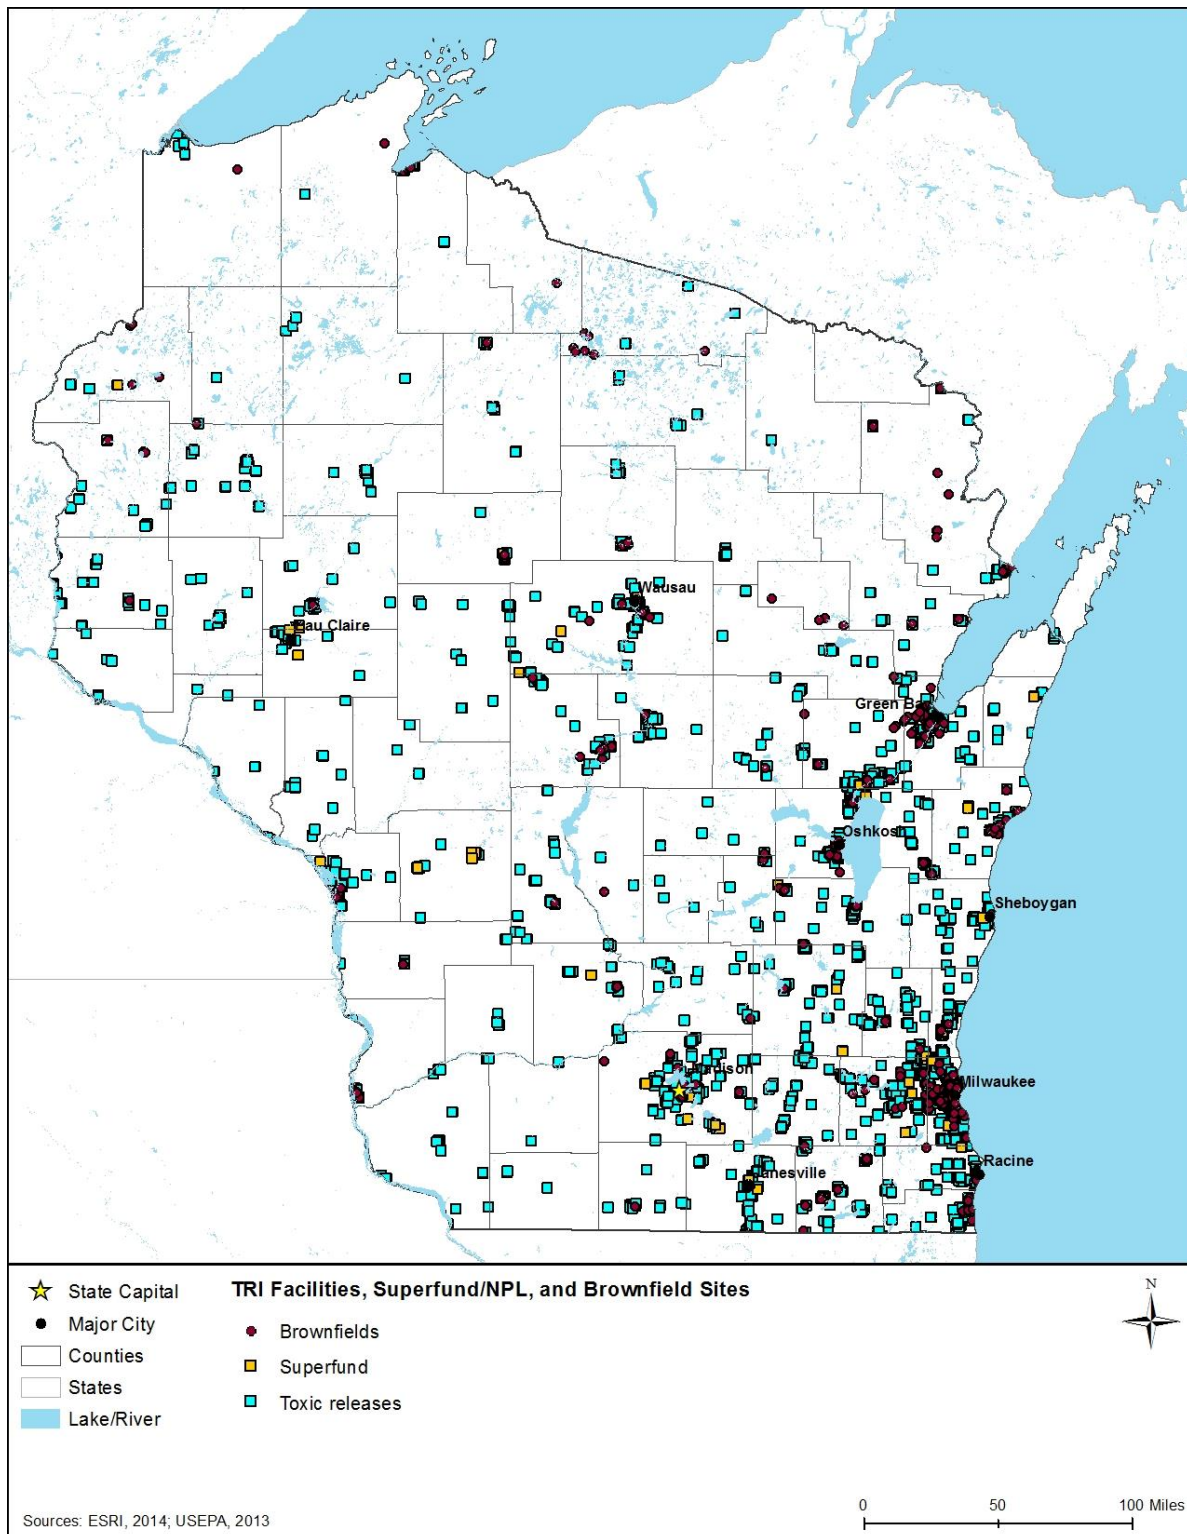 Wausau
Eau Claire
Green Bay
Oshkosh
Sheboygan
Madison
Milwaukee
Racine
Janesville
State Capital
Major City
Counties
States
Lake/River
TRI Facilities, Superfund/NPL, and Brownfield Sites
Brownfields
Superfund
Toxic releases
N
Sources: ESRI, 2014; USEPA, 2013
0 50 100 Miles